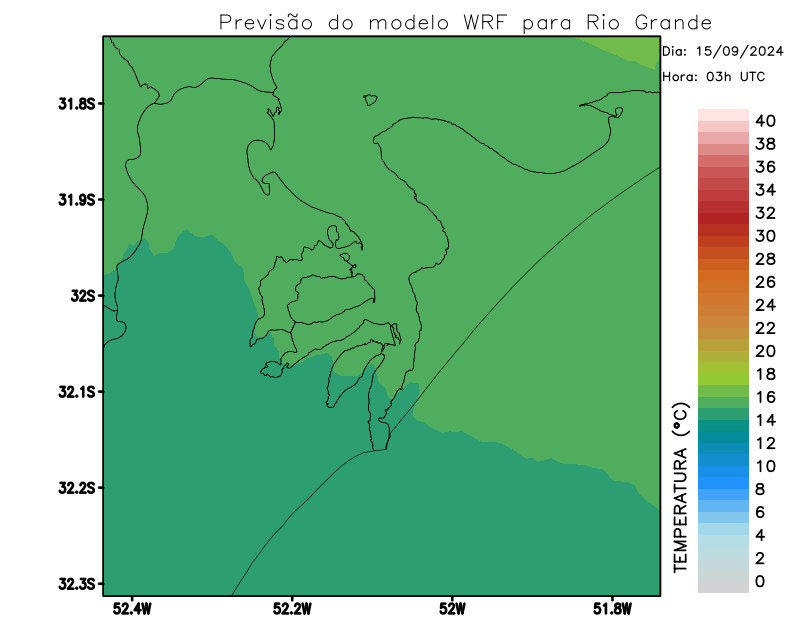 Previsão do modelo WRF para Rio Grande
Dia: 15/09/2024
Hora: 03h UTC
31.8S
31.9S
32S
32.1S
32.2S
32.3S
52.4W
52.2W
52W
51.8W
TEMPERATURA (°C)
40
38
36
34
32
30
28
26
24
22
20
18
16
14
12
10
8
6
4
2
0